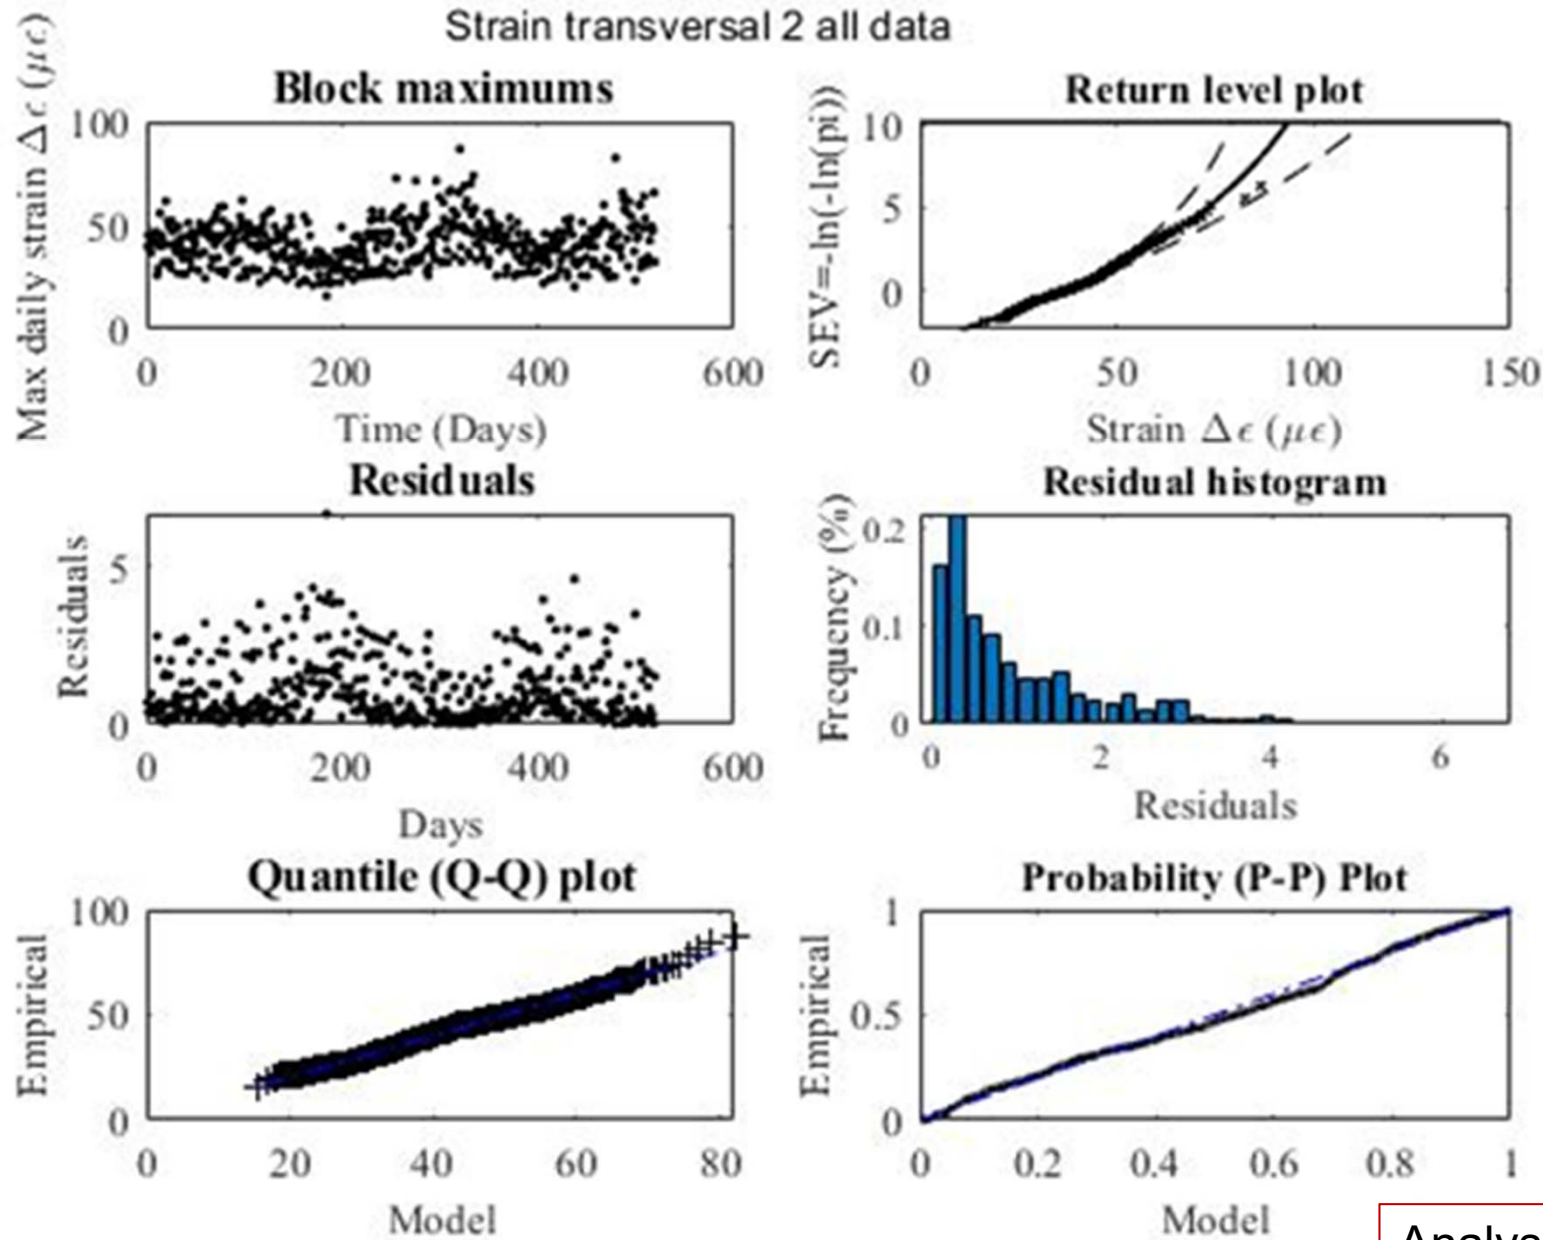 Strain transversal 2 all data
Block maximums
Max daily strain Δ ϵ (μϵ)
100
50
0
0 200 400 600
Time (Days)
Return level plot
SEV=-ln(-ln(pi))
10
5
0
0 50 100 150
Strain Δ ϵ (μϵ)
Residuals
Residuals
5
0
0 200 400 600
Days
Residual histogram
Frequency (%)
0.2
0.1
0
0 2 4 6
Residuals
Quantile (Q-Q) plot
Empirical
100
50
0
0 20 40 60 80
Model
Probability (P-P) Plot
Empirical
1
0.5
0
0 0.2 0.4 0.6 0.8 1
Model